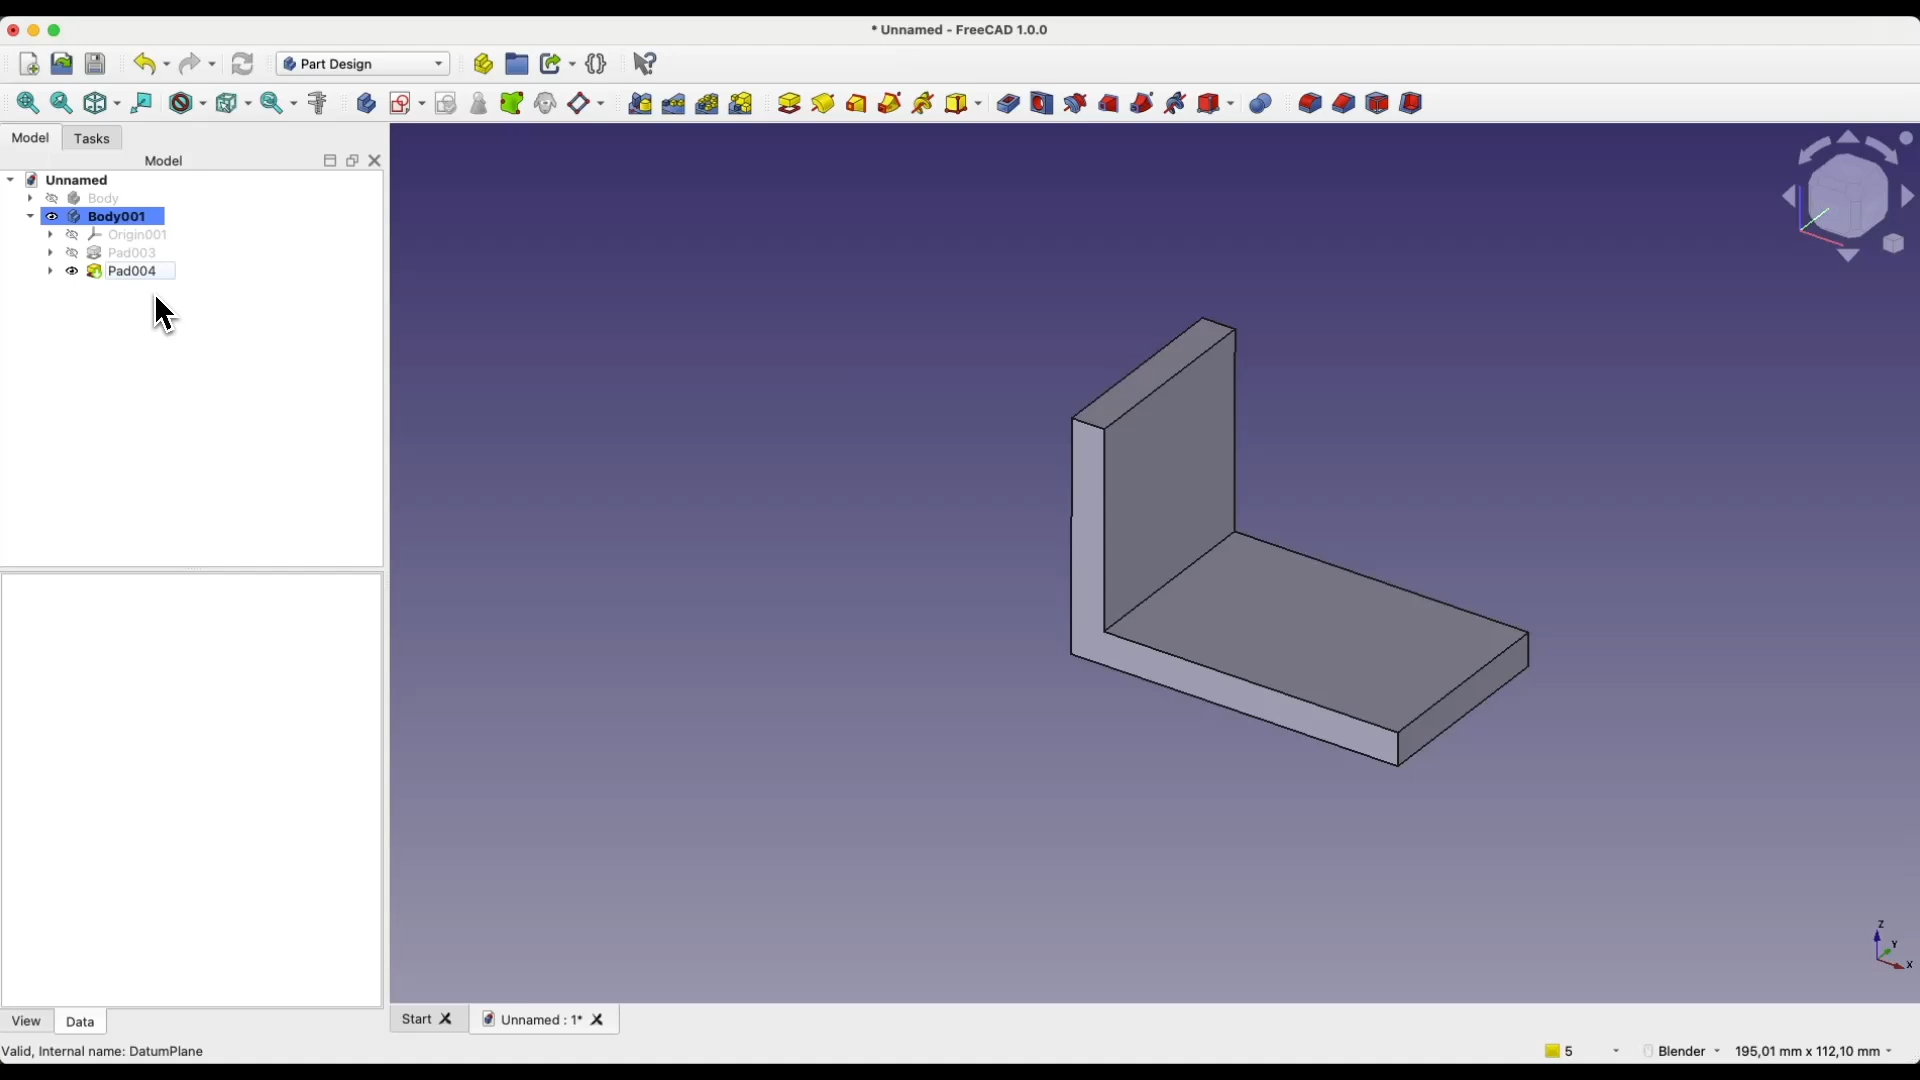 * Unnamed - FreeCAD 1.0.0
Part Design
Model
Tasks
Model
Unnamed
Body
Body001
Origin001
Pad003
Pad004
Z
Y
X
View
Data
Start
Unnamed : 1*
Valid, Internal name: DatumPlane
5
Blender
195,01 mm x 112,10 mm